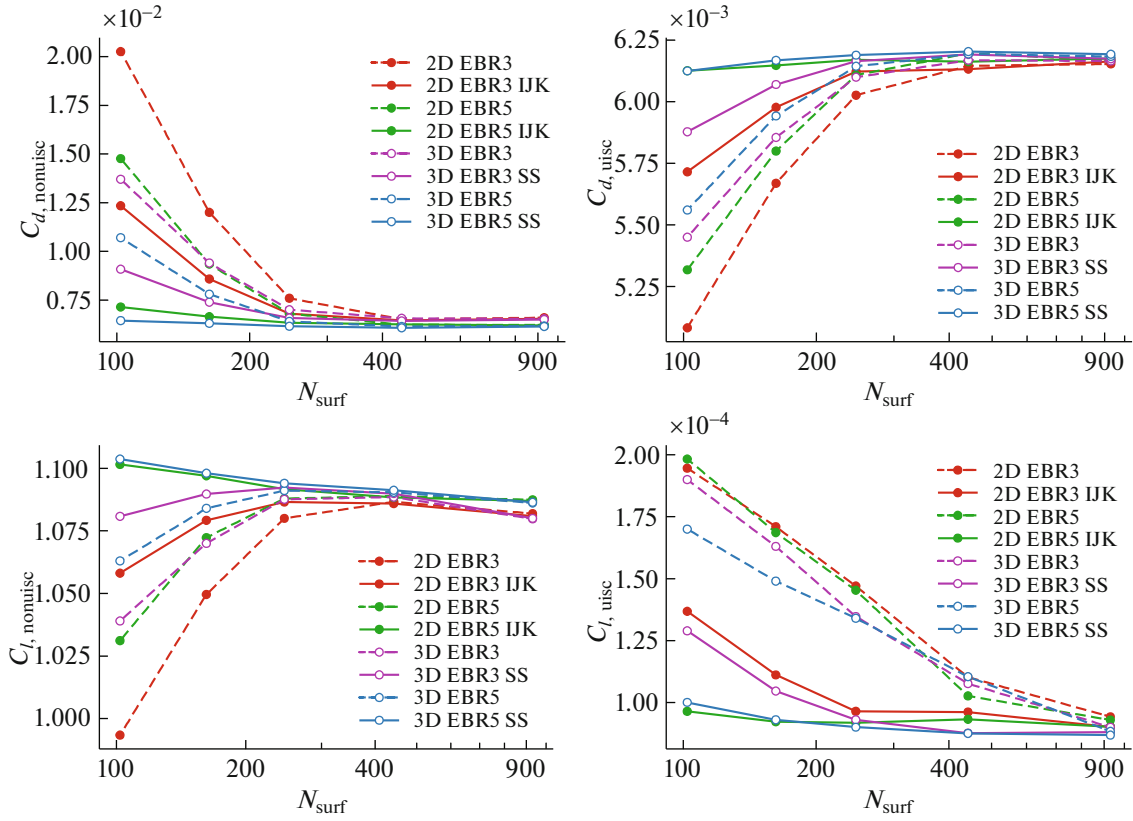 ×10⁻²
2.00
1.75
1.50
1.25
1.00
0.75
C_d, nonuisc
100
200
400
900
N_surf
2D EBR3
2D EBR3 IJK
2D EBR5
2D EBR5 IJK
3D EBR3
3D EBR3 SS
3D EBR5
3D EBR5 SS
×10⁻³
6.25
6.00
5.75
5.50
5.25
C_d, uisc
100
200
400
900
N_surf
2D EBR3
2D EBR3 IJK
2D EBR5
2D EBR5 IJK
3D EBR3
3D EBR3 SS
3D EBR5
3D EBR5 SS
1.100
1.075
1.050
1.025
1.000
C_l, nonuisc
100
200
400
900
N_surf
2D EBR3
2D EBR3 IJK
2D EBR5
2D EBR5 IJK
3D EBR3
3D EBR3 SS
3D EBR5
3D EBR5 SS
×10⁻⁴
2.00
1.75
1.50
1.25
1.00
C_l, uisc
100
200
400
900
N_surf
2D EBR3
2D EBR3 IJK
2D EBR5
2D EBR5 IJK
3D EBR3
3D EBR3 SS
3D EBR5
3D EBR5 SS